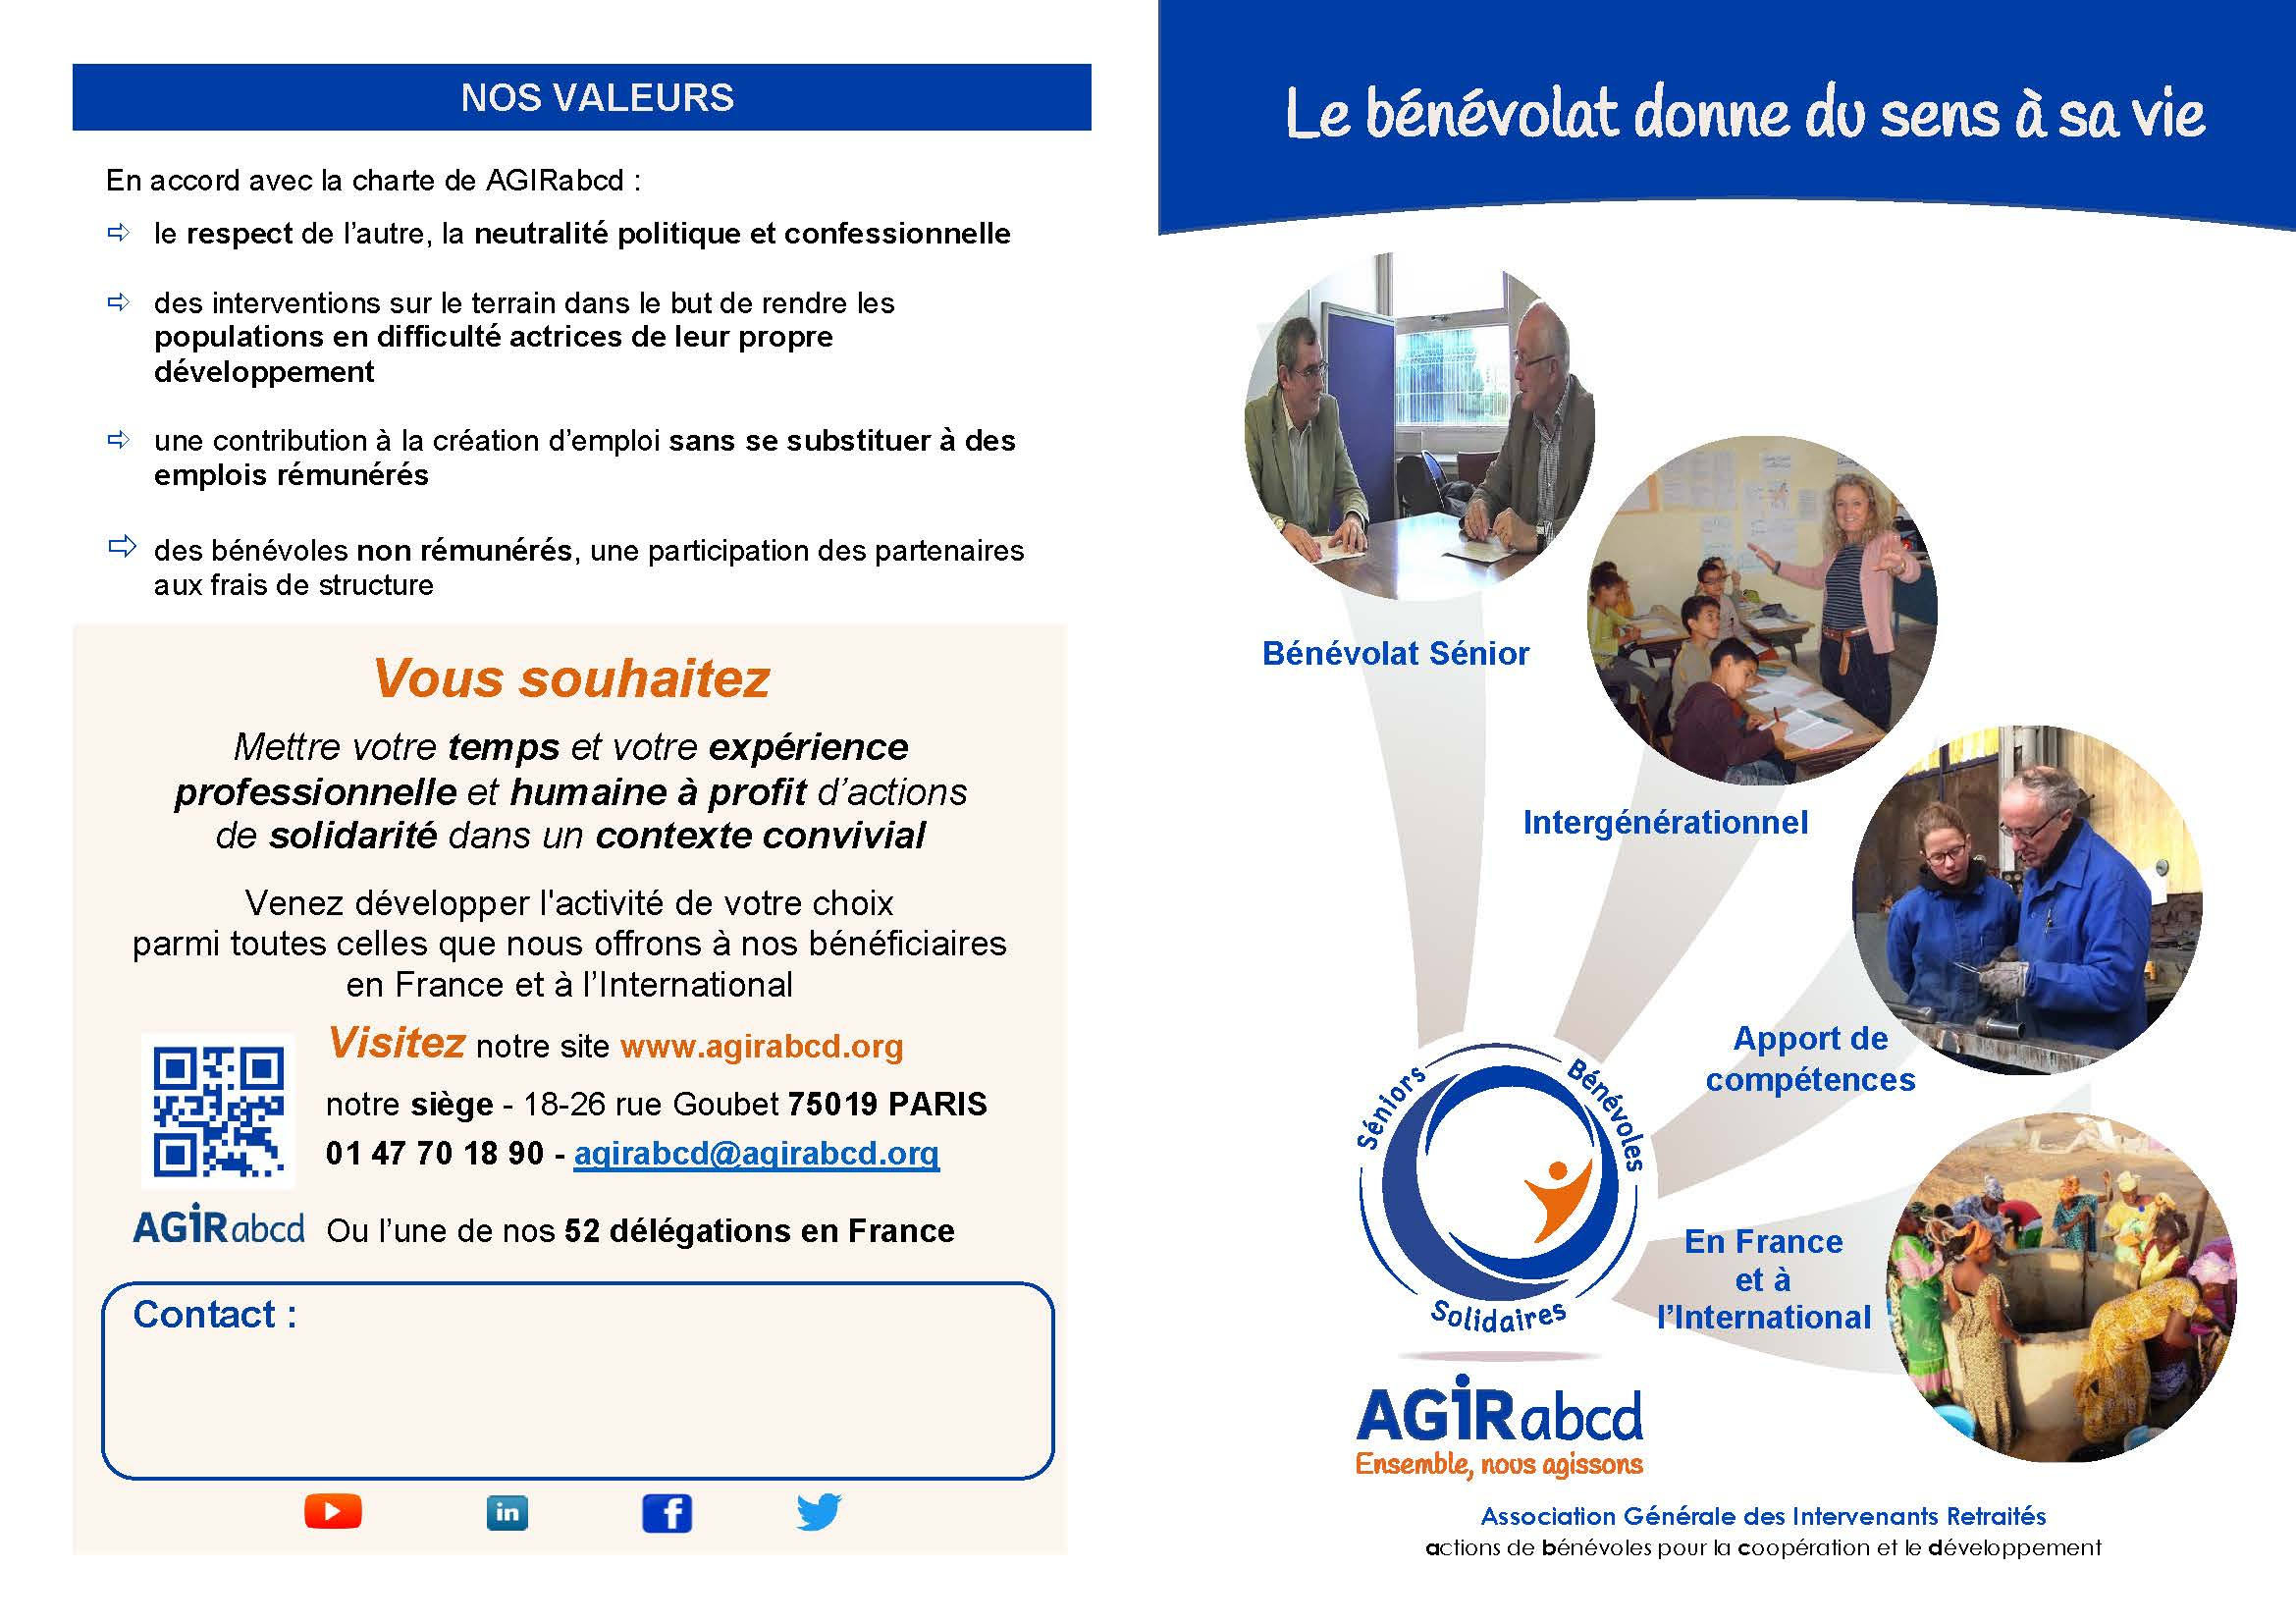 NOS VALEURS
En accord avec la charte de AGIRabcd :
⇨ le respect de l’autre, la neutralité politique et confessionnelle
⇨ des interventions sur le terrain dans le but de rendre les
populations en difficulté actrices de leur propre
développement
⇨ une contribution à la création d’emploi sans se substituer à des
emplois rémunérés
⇨ des bénévoles non rémunérés, une participation des partenaires
aux frais de structure
Vous souhaitez
Mettre votre temps et votre expérience
professionnelle et humaine à profit d’actions
de solidarité dans un contexte convivial
Venez développer l'activité de votre choix
parmi toutes celles que nous offrons à nos bénéficiaires
en France et à l’International
Visitez notre site www.agirabcd.org
notre siège - 18-26 rue Goubet 75019 PARIS
01 47 70 18 90 - agirabcd@agirabcd.org
AGiRabcd Ou l’une de nos 52 délégations en France
Contact :
in
f
Le bénévolat donne du sens à sa vie
Bénévolat Sénior
Intergénérationnel
Apport de
compétences
En France
et à
l’International
Séniors
Bénévoles
Solidaires
AGiRabcd
Ensemble, nous agissons
Association Générale des Intervenants Retraités
actions de bénévoles pour la coopération et le développement